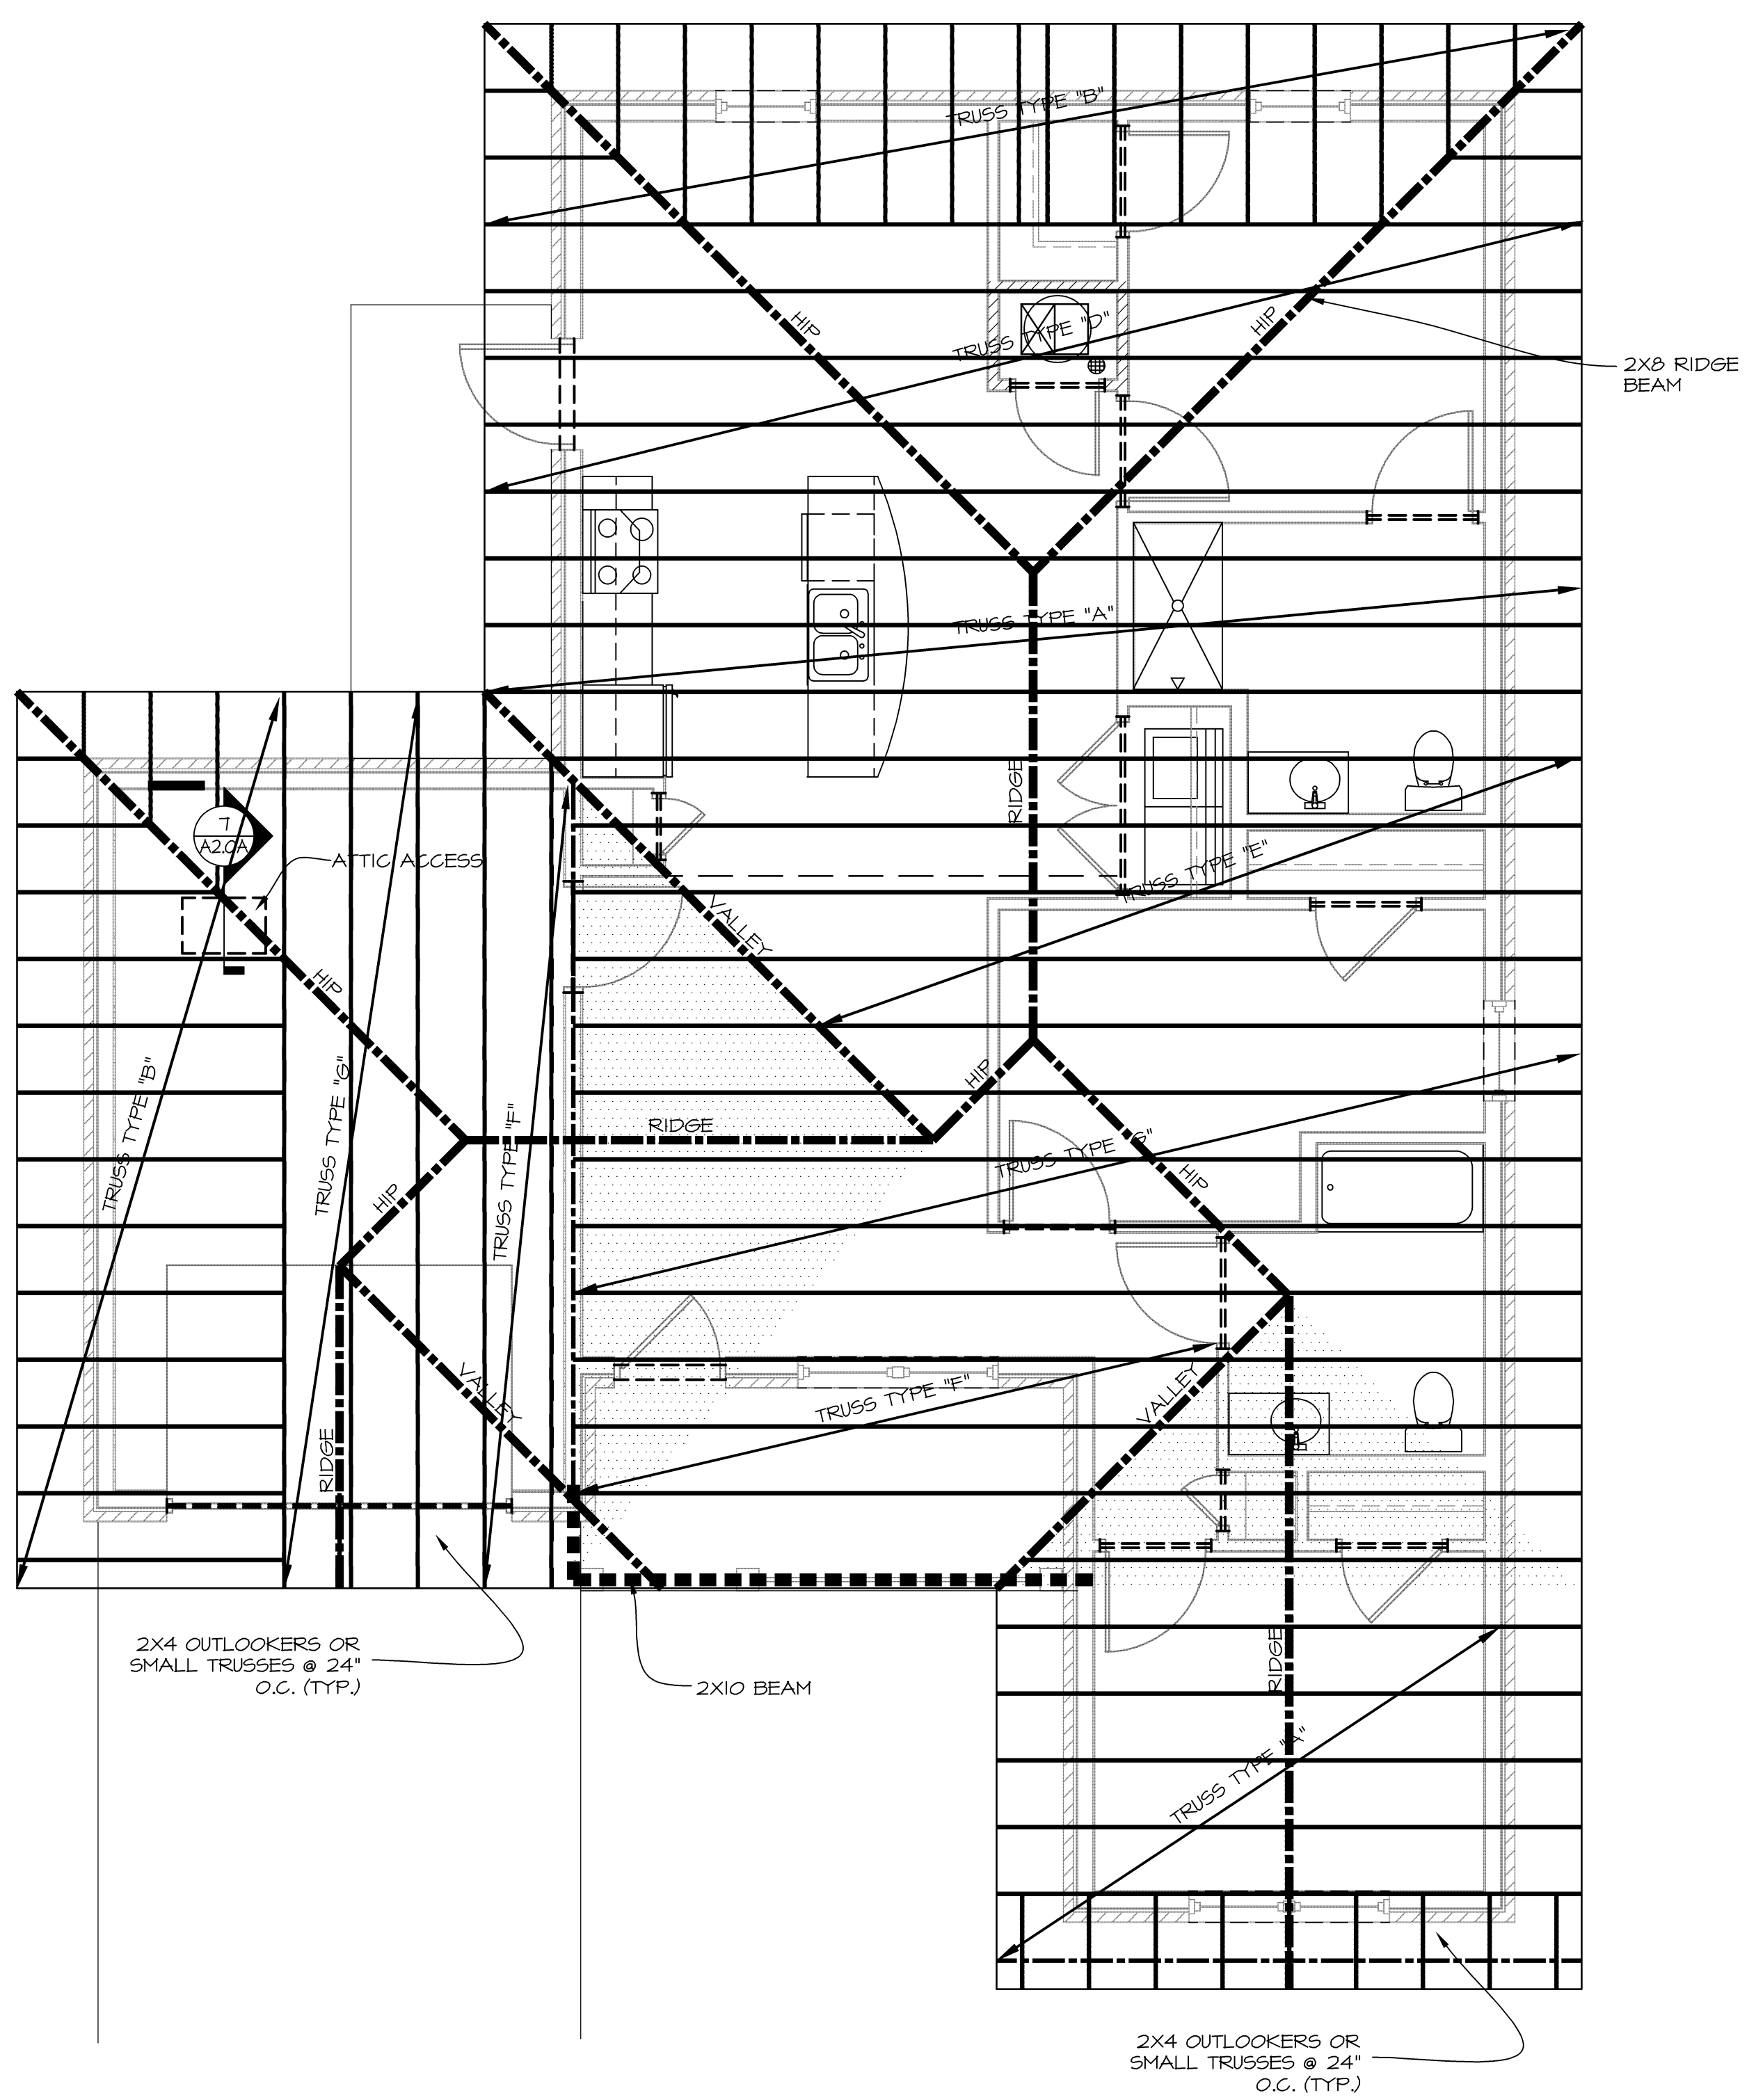 TRUSS TYPE "B"
HIP
HIP
TRUSS TYPE "D"
2X8 RIDGE
BEAM
TRUSS TYPE "A"
RIDGE
7
A2.0A
ATTIC ACCESS
TRUSS TYPE "E"
VALLEY
HIP
HIP
RIDGE
TRUSS TYPE "B"
TRUSS TYPE "G"
TRUSS TYPE "F"
TRUSS TYPE "G"
HIP
HIP
VALLEY
TRUSS TYPE "F"
VALLEY
RIDGE
2X4 OUTLOOKERS OR
SMALL TRUSSES @ 24"
O.C. (TYP.)
2X10 BEAM
RIDGE
TRUSS TYPE "A"
2X4 OUTLOOKERS OR
SMALL TRUSSES @ 24"
O.C. (TYP.)